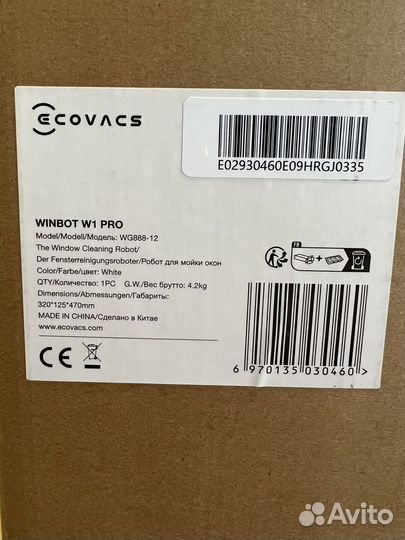 ECOVACS
E02930460E09HRGJ0335
WINBOT W1 PRO
Model/Modell/Модель: WG888-12
The Window Cleaning Robot/
Der Fensterreinigungsroboter/Робот для мойки окон
Color/Farbe/цвет: White
QTY/Количество: 1PC G.W./Вес брутто: 4.2kg
Dimensions/Abmessungen/Габариты:
320*125*470mm
MADE IN CHINA/Сделано в Китае
www.ecovacs.com
FR
CE
6 970135 030460 >
Avito